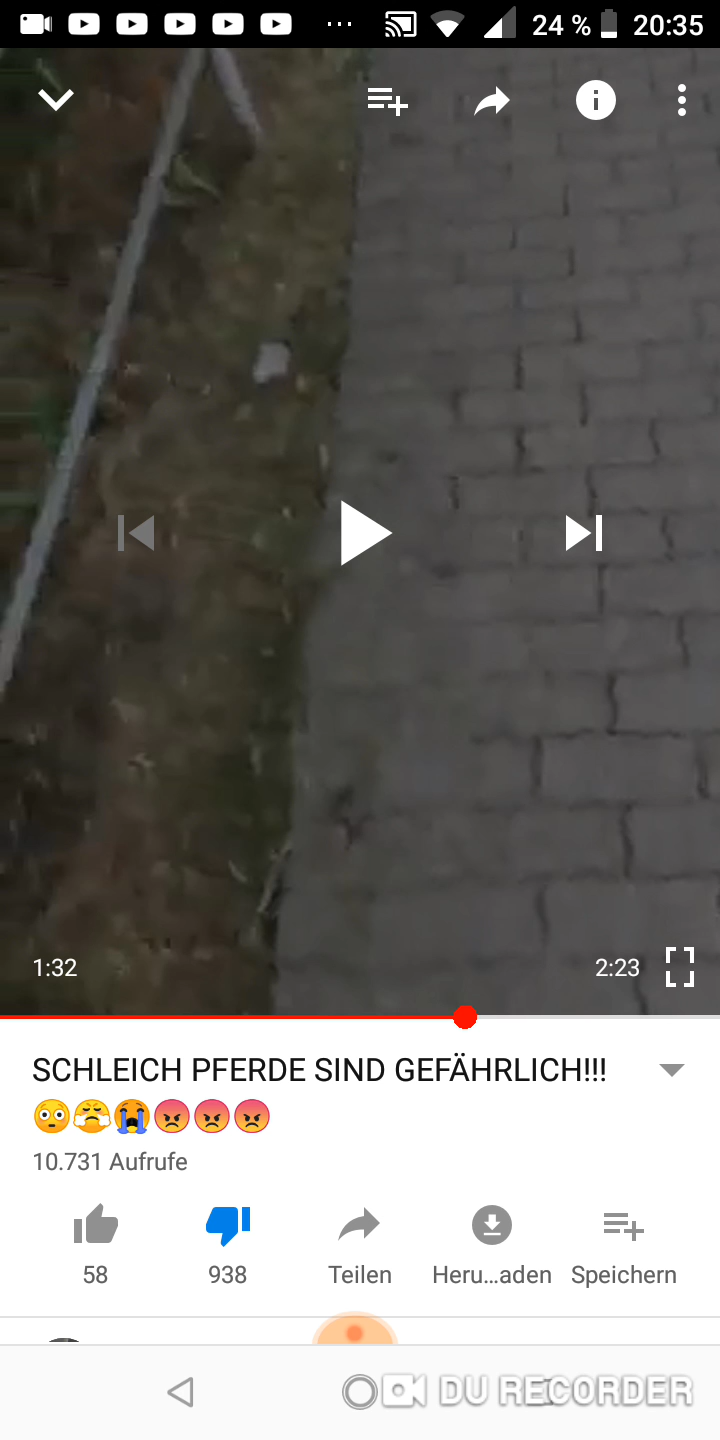 24 % 20:35
1:32 2:23
SCHLEICH PFERDE SIND GEFÄHRLICH!!!
😳😤😭😡😡😡
10.731 Aufrufe
58 938 Teilen Heru...aden Speichern
DU RECORDER